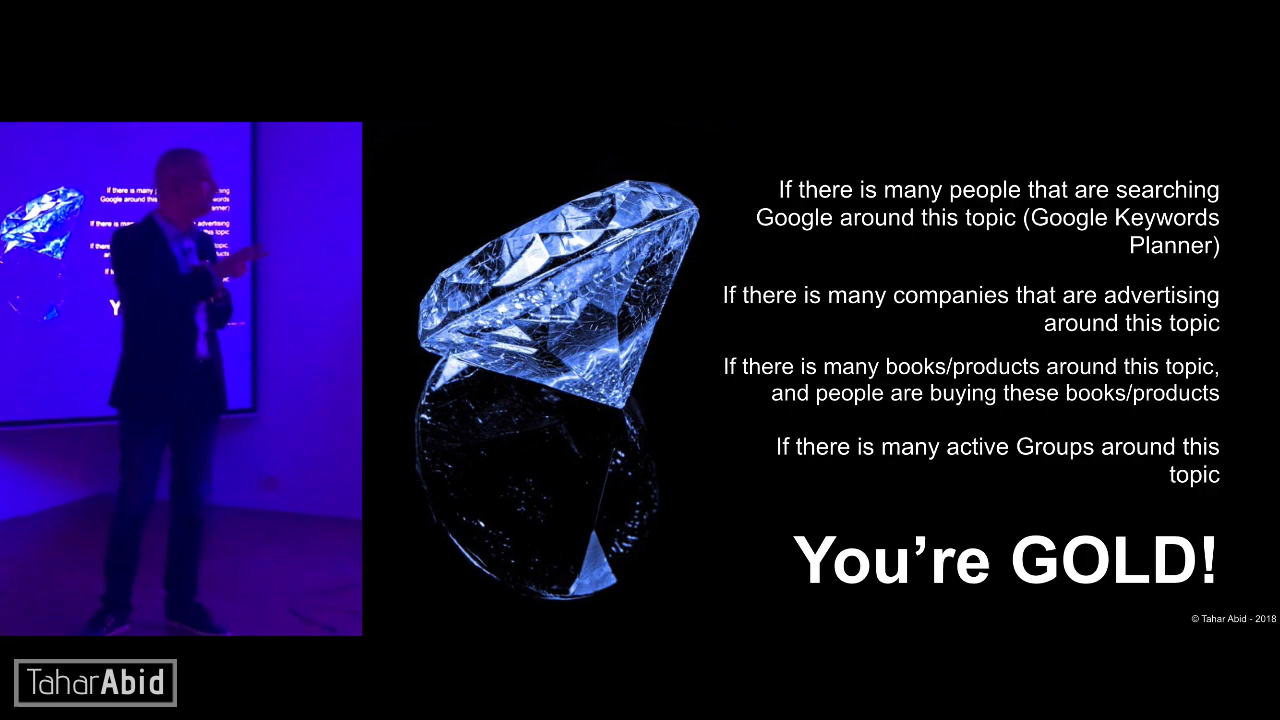 If there is many people that are searching
Google around this topic (Google Keywords
Planner)
If there is many companies that are advertising
around this topic
If there is many books/products around this topic,
and people are buying these books/products
If there is many active Groups around this
topic
You're GOLD!
© Tahar Abid - 2018
TaharAbid